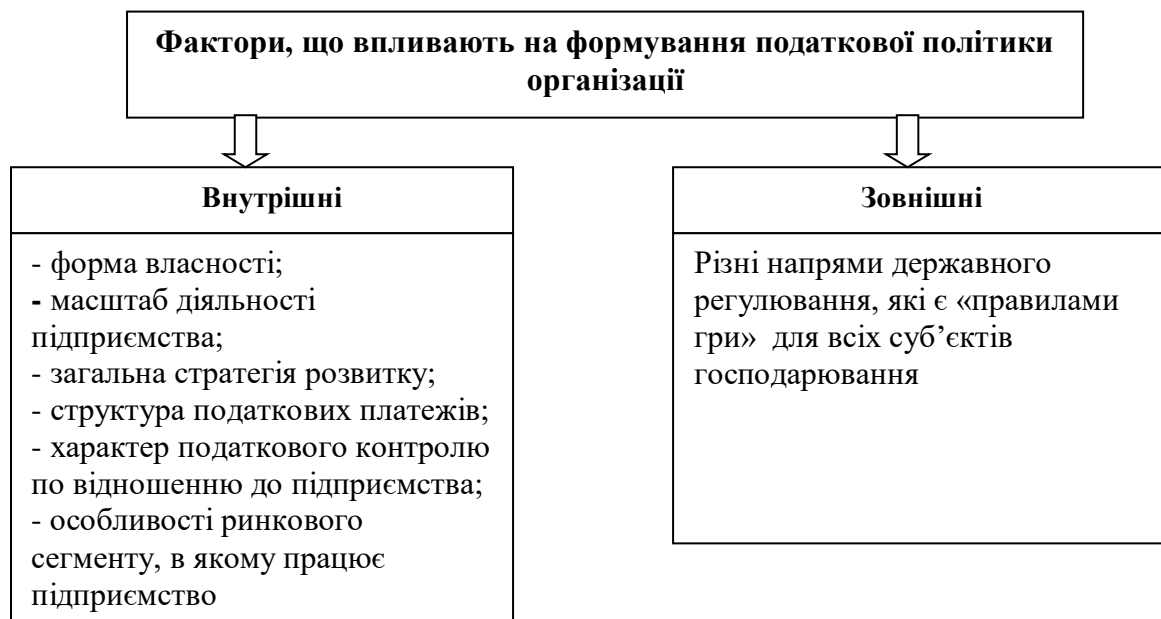 Фактори, що впливають на формування податкової політики
організації
Внутрішні
- форма власності;
- масштаб діяльності
підприємства;
- загальна стратегія розвитку;
- структура податкових платежів;
- характер податкового контролю
по відношенню до підприємства;
- особливості ринкового
сегменту, в якому працює
підприємство
Зовнішні
Різні напрями державного
регулювання, які є «правилами
гри»  для всіх суб’єктів
господарювання